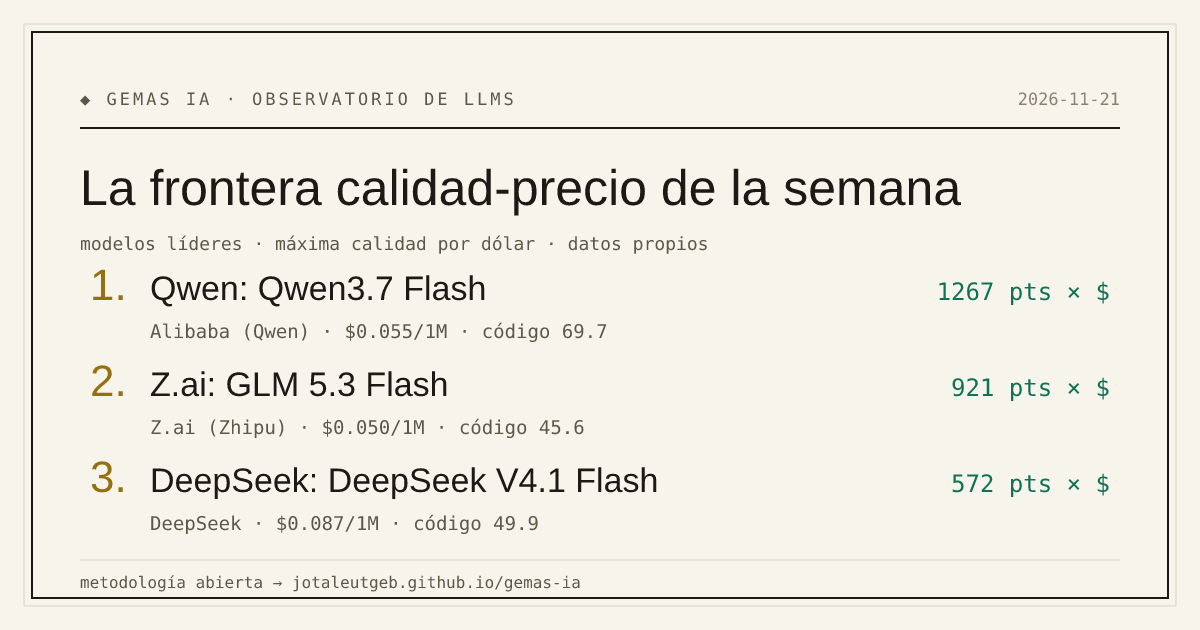 ◆ GEMAS IA · OBSERVATORIO DE LLMS
2026-11-21
La frontera calidad-precio de la semana
modelos líderes · máxima calidad por dólar · datos propios
1. Qwen: Qwen3.7 Flash
1267 pts × $
Alibaba (Qwen) · $0.055/1M · código 69.7
2. Z.ai: GLM 5.3 Flash
921 pts × $
Z.ai (Zhipu) · $0.050/1M · código 45.6
3. DeepSeek: DeepSeek V4.1 Flash
572 pts × $
DeepSeek · $0.087/1M · código 49.9
metodología abierta → jotaleutgeb.github.io/gemas-ia